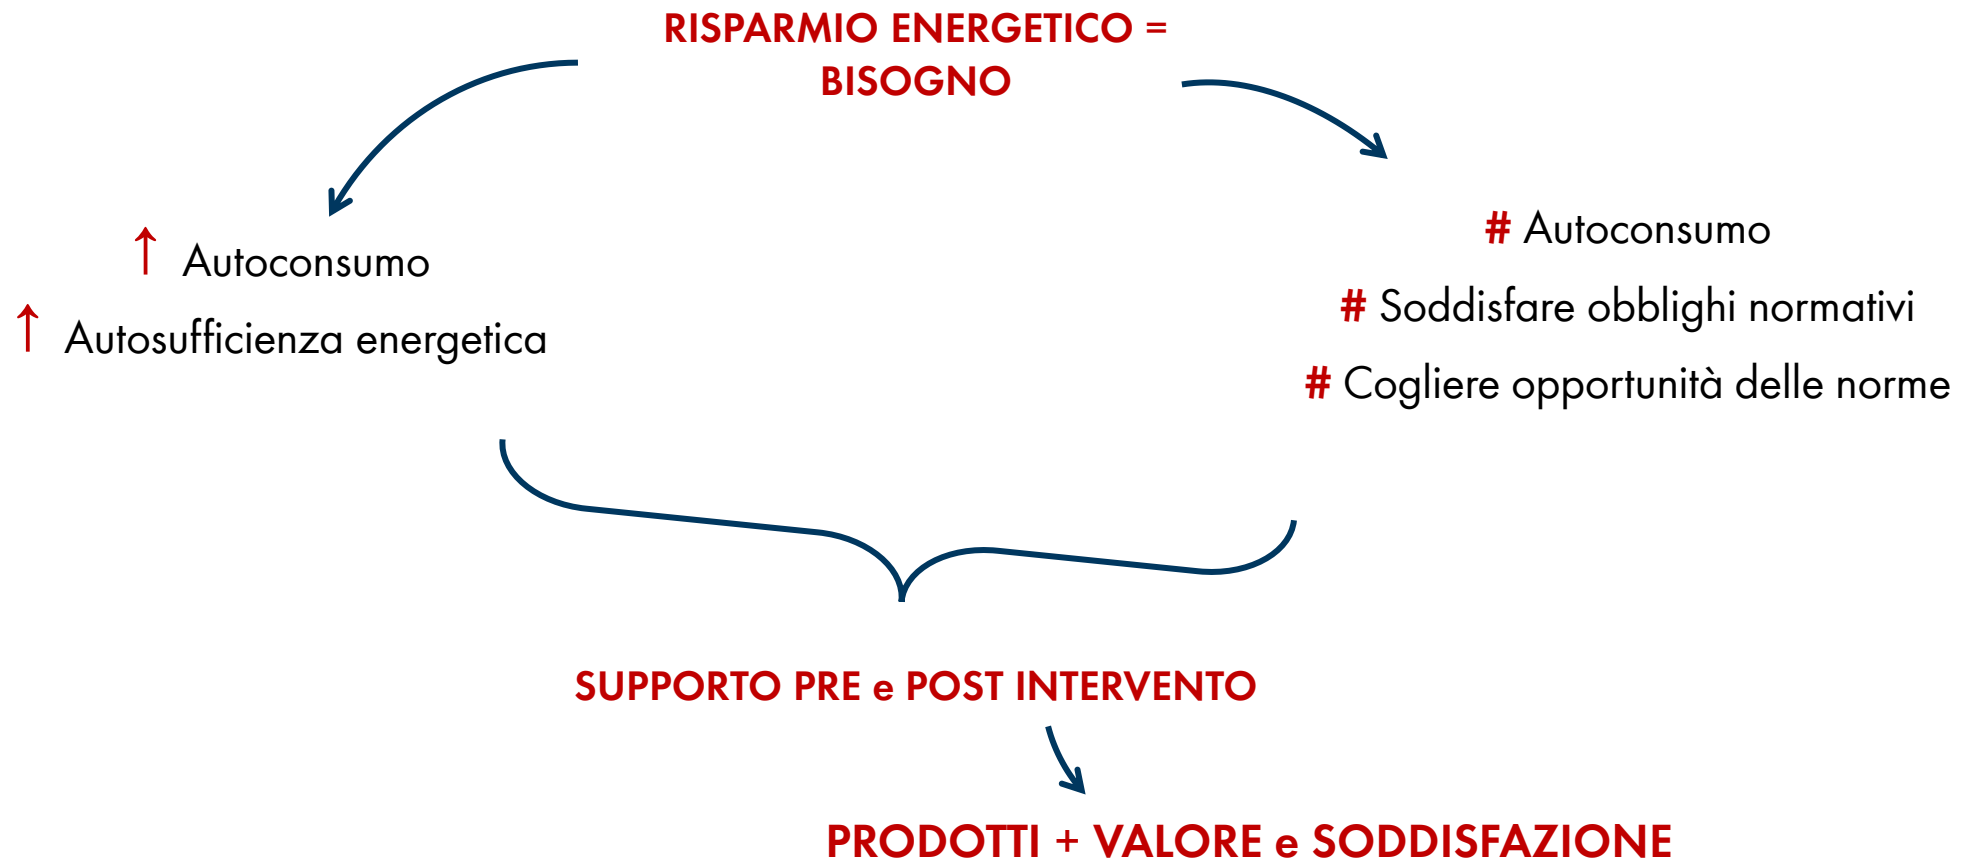 RISPARMIO ENERGETICO =
BISOGNO
↑ Autoconsumo
↑ Autosufficienza energetica
# Autoconsumo
# Soddisfare obblighi normativi
# Cogliere opportunità delle norme
SUPPORTO PRE e POST INTERVENTO
PRODOTTI + VALORE e SODDISFAZIONE